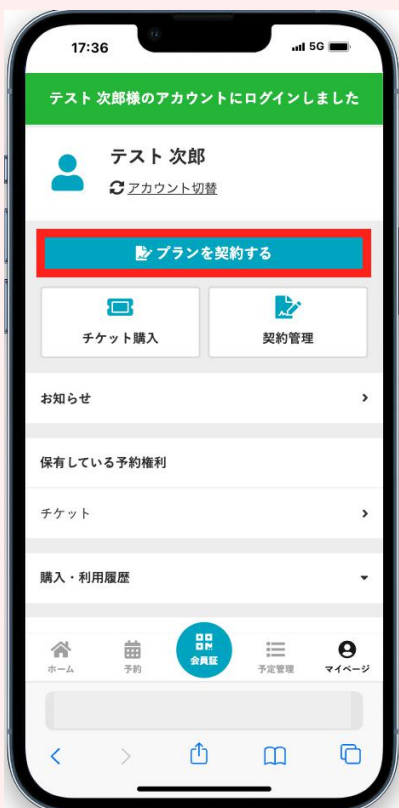 17:36
5G
テスト 次郎様のアカウントにログインしました
テスト 次郎
アカウント切替
プランを契約する
チケット購入
契約管理
お知らせ
保有している予約権利
チケット
購入・利用履歴
ホーム
予約
会員証
予定管理
マイページ